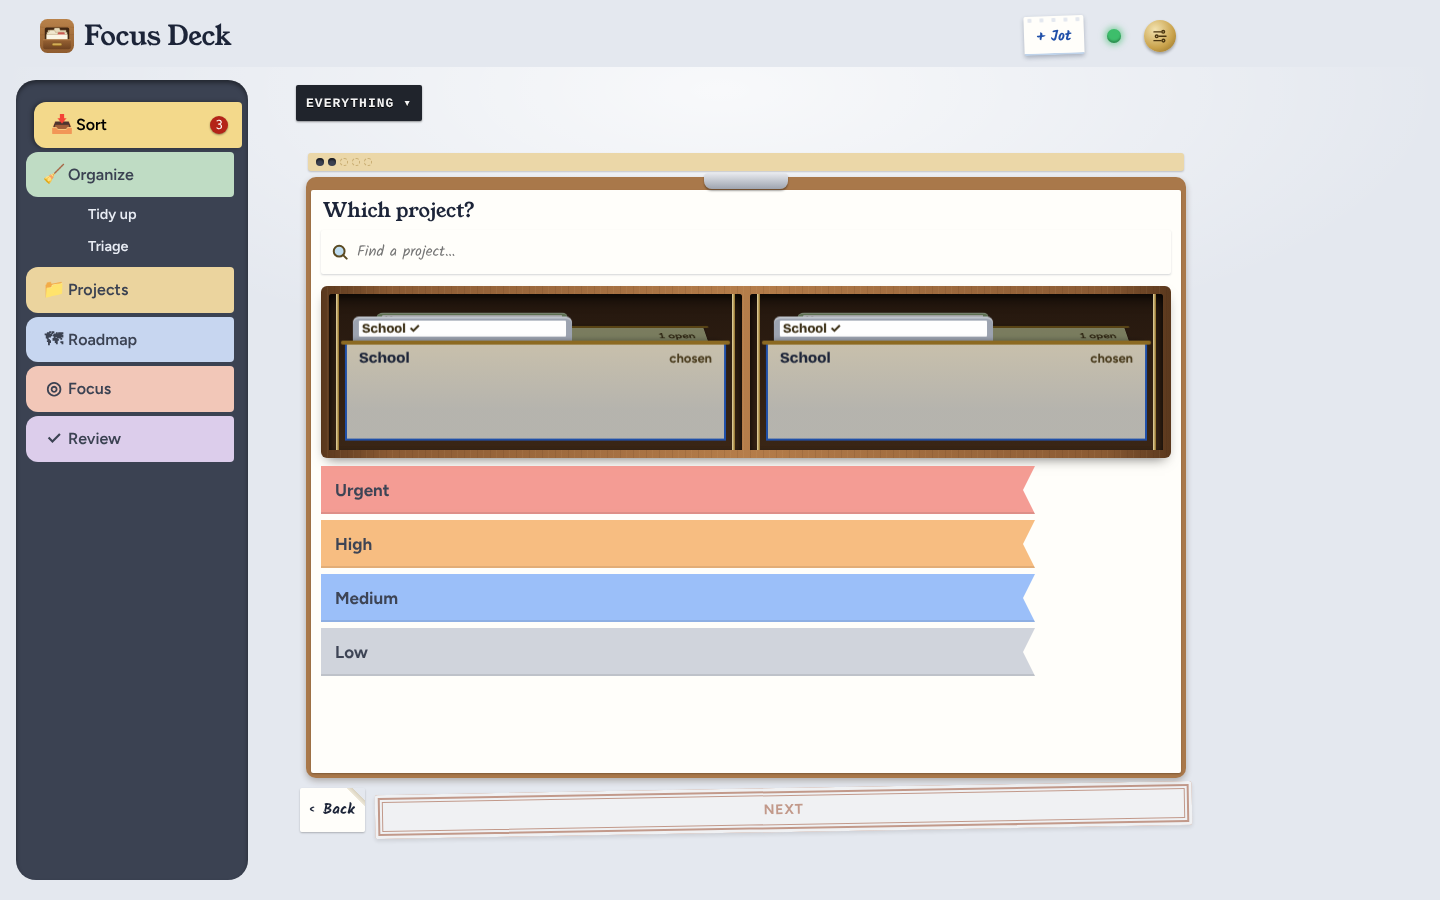 Focus Deck
+ Jot
Sort
3
Organize
Tidy up
Triage
Projects
Roadmap
Focus
Review
EVERYTHING ▾
Which project?
Find a project...
School ✓
1 open
School
chosen
School ✓
1 open
School
chosen
Urgent
High
Medium
Low
‹ Back
NEXT